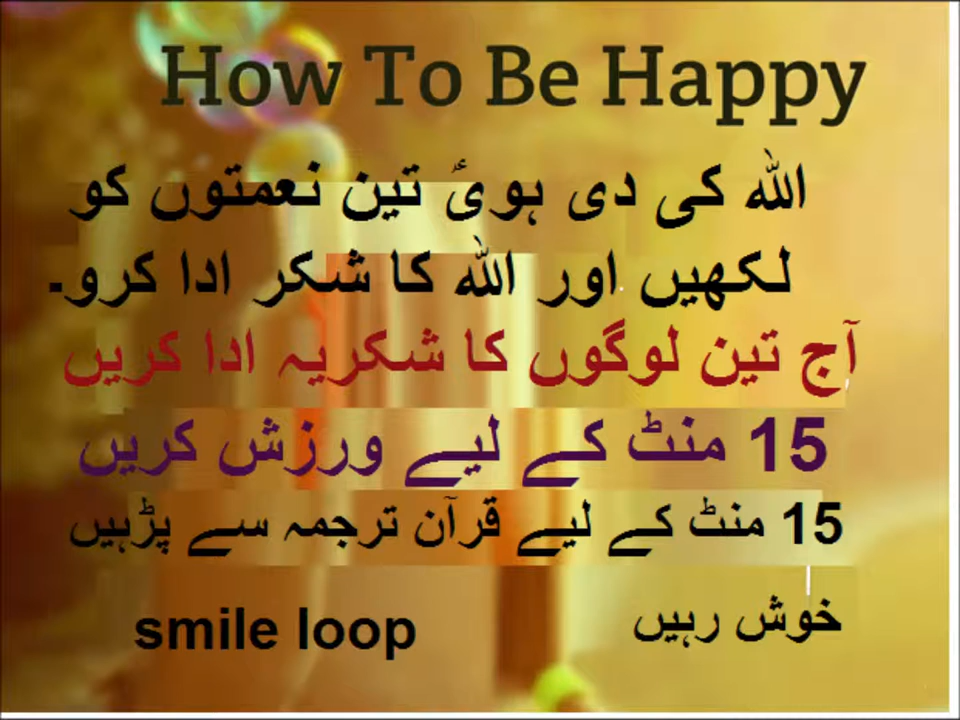 How To Be Happy
اللہ کی دی ہوئ تین نعمتوں کو
لکھیں اور اللہ کا شکر ادا کرو۔
آج تین لوگوں کا شکریہ ادا کریں
15 منٹ کے لیے ورزش کریں
15 منٹ کے لیے قرآن ترجمہ سے پڑہیں
خوش رہیں
smile loop